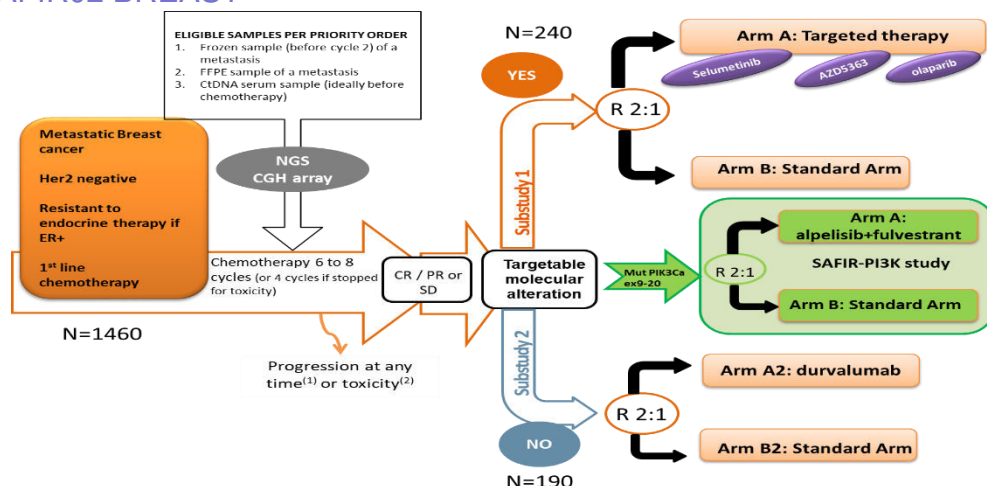 ELIGIBLE SAMPLES PER PRIORITY ORDER
1. Frozen sample (before cycle 2) of a
metastasis
2. FFPE sample of a metastasis
3. CtDNA serum sample (ideally before
chemotherapy)
NGS
CGH array
Metastatic Breast
cancer
Her2 negative
Resistant to
endocrine therapy if
ER+
1st line
chemotherapy
N=1460
Chemotherapy 6 to 8
cycles (or 4 cycles if stopped
for toxicity)
Progression at any
time(1) or toxicity(2)
CR / PR or
SD
Targetable
molecular
alteration
N=240
YES
Substudy 1
R 2:1
Arm A: Targeted therapy
Selumetinib
AZD5363
olaparib
Arm B: Standard Arm
Mut PIK3Ca
ex9-20
R 2:1
Arm A:
alpelisib+fulvestrant
SAFIR-PI3K study
Arm B: Standard Arm
Substudy 2
NO
N=190
R 2:1
Arm A2: durvalumab
Arm B2: Standard Arm